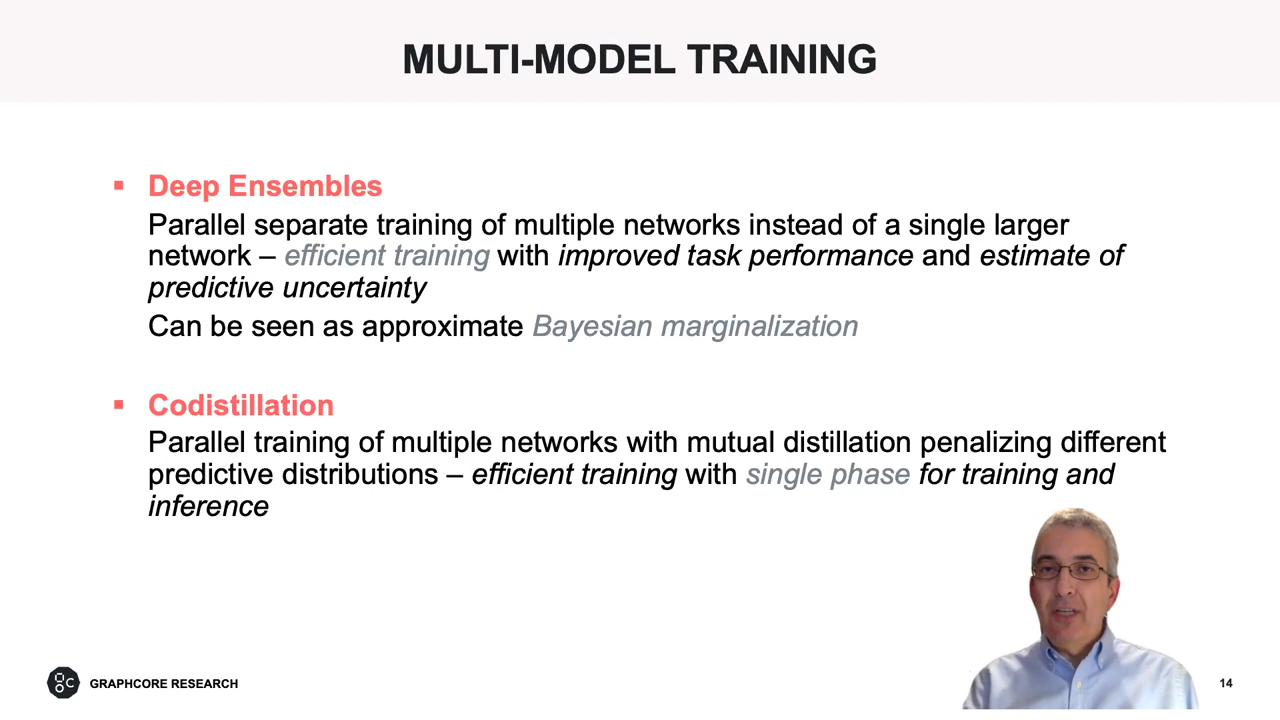 MULTI-MODEL TRAINING
▪ Deep Ensembles
Parallel separate training of multiple networks instead of a single larger
network – efficient training with improved task performance and estimate of
predictive uncertainty
Can be seen as approximate Bayesian marginalization
▪ Codistillation
Parallel training of multiple networks with mutual distillation penalizing different
predictive distributions – efficient training with single phase for training and
inference
GRAPHCORE RESEARCH
14